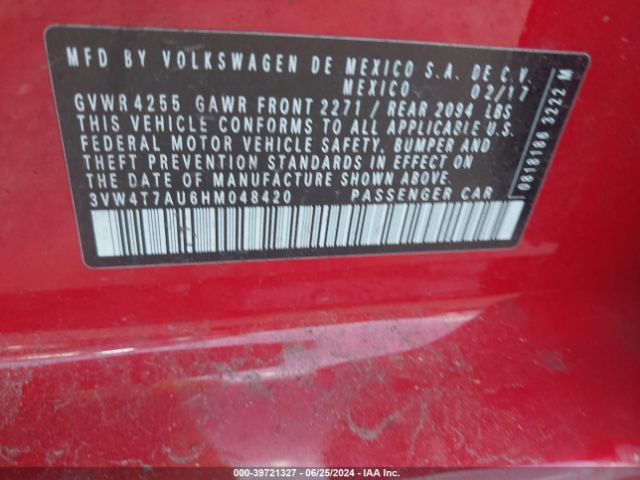 MFD BY VOLKSWAGEN DE MEXICO S.A. DE C.V.
MEXICO 02/17
GVWR 4255 GAWR FRONT 2271 / REAR 2094 LBS
THIS VEHICLE CONFORMS TO ALL APPLICABLE U.S.
FEDERAL MOTOR VEHICLE SAFETY, BUMPER AND
THEFT PREVENTION STANDARDS IN EFFECT ON
THE DATE OF MANUFACTURE SHOWN ABOVE.
3VW4T7AU6HM048420 PASSENGER CAR
0818186 3222 M
000-39721327 - 06/25/2024 - IAA Inc.